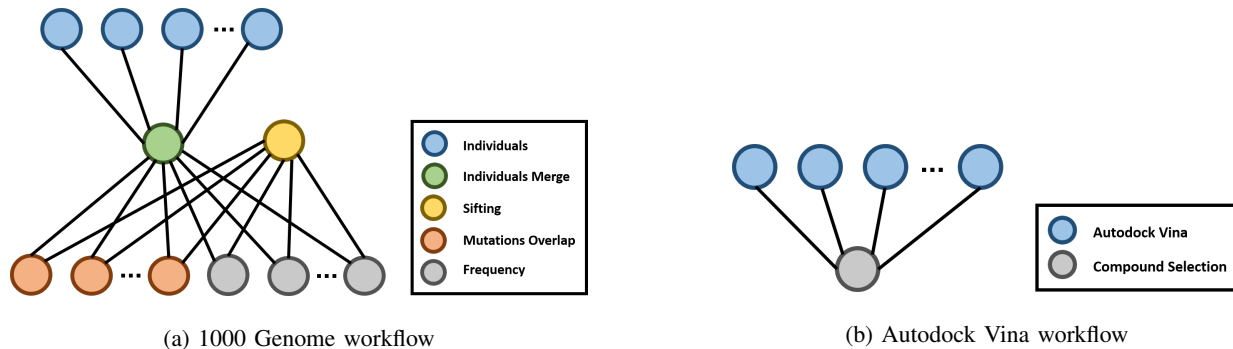 ...
Individuals
Individuals Merge
Sifting
Mutations Overlap
Frequency
... ...
(a) 1000 Genome workflow
...
Autodock Vina
Compound Selection
(b) Autodock Vina workflow